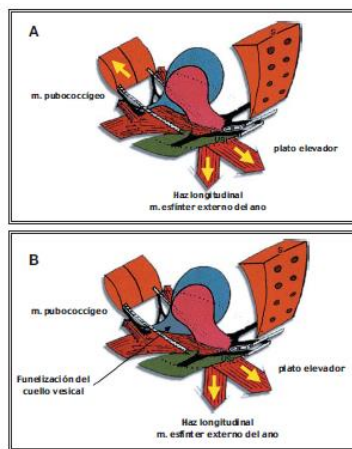 A
m. pubococcígeo
plato elevador
Haz longitudinal
m. esfínter externo del ano
B
m. pubococcígeo
Funelización del
cuello vesical
plato elevador
Haz longitudinal
m. esfínter externo del ano